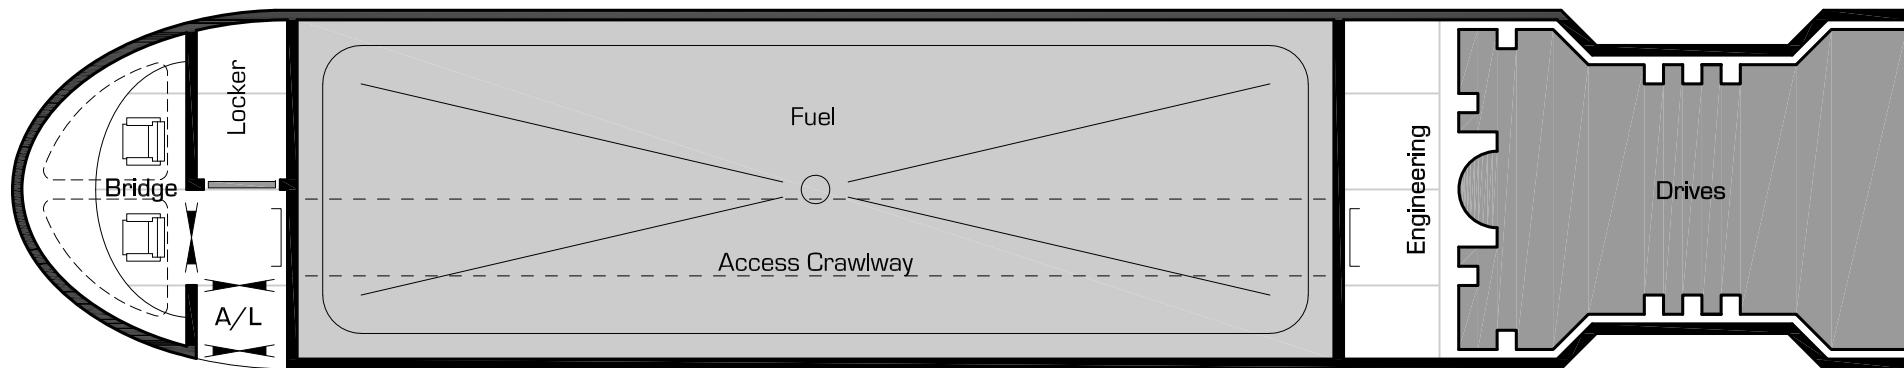 Locker
Bridge
A/L
Fuel
Access Crawlway
Engineering
Drives